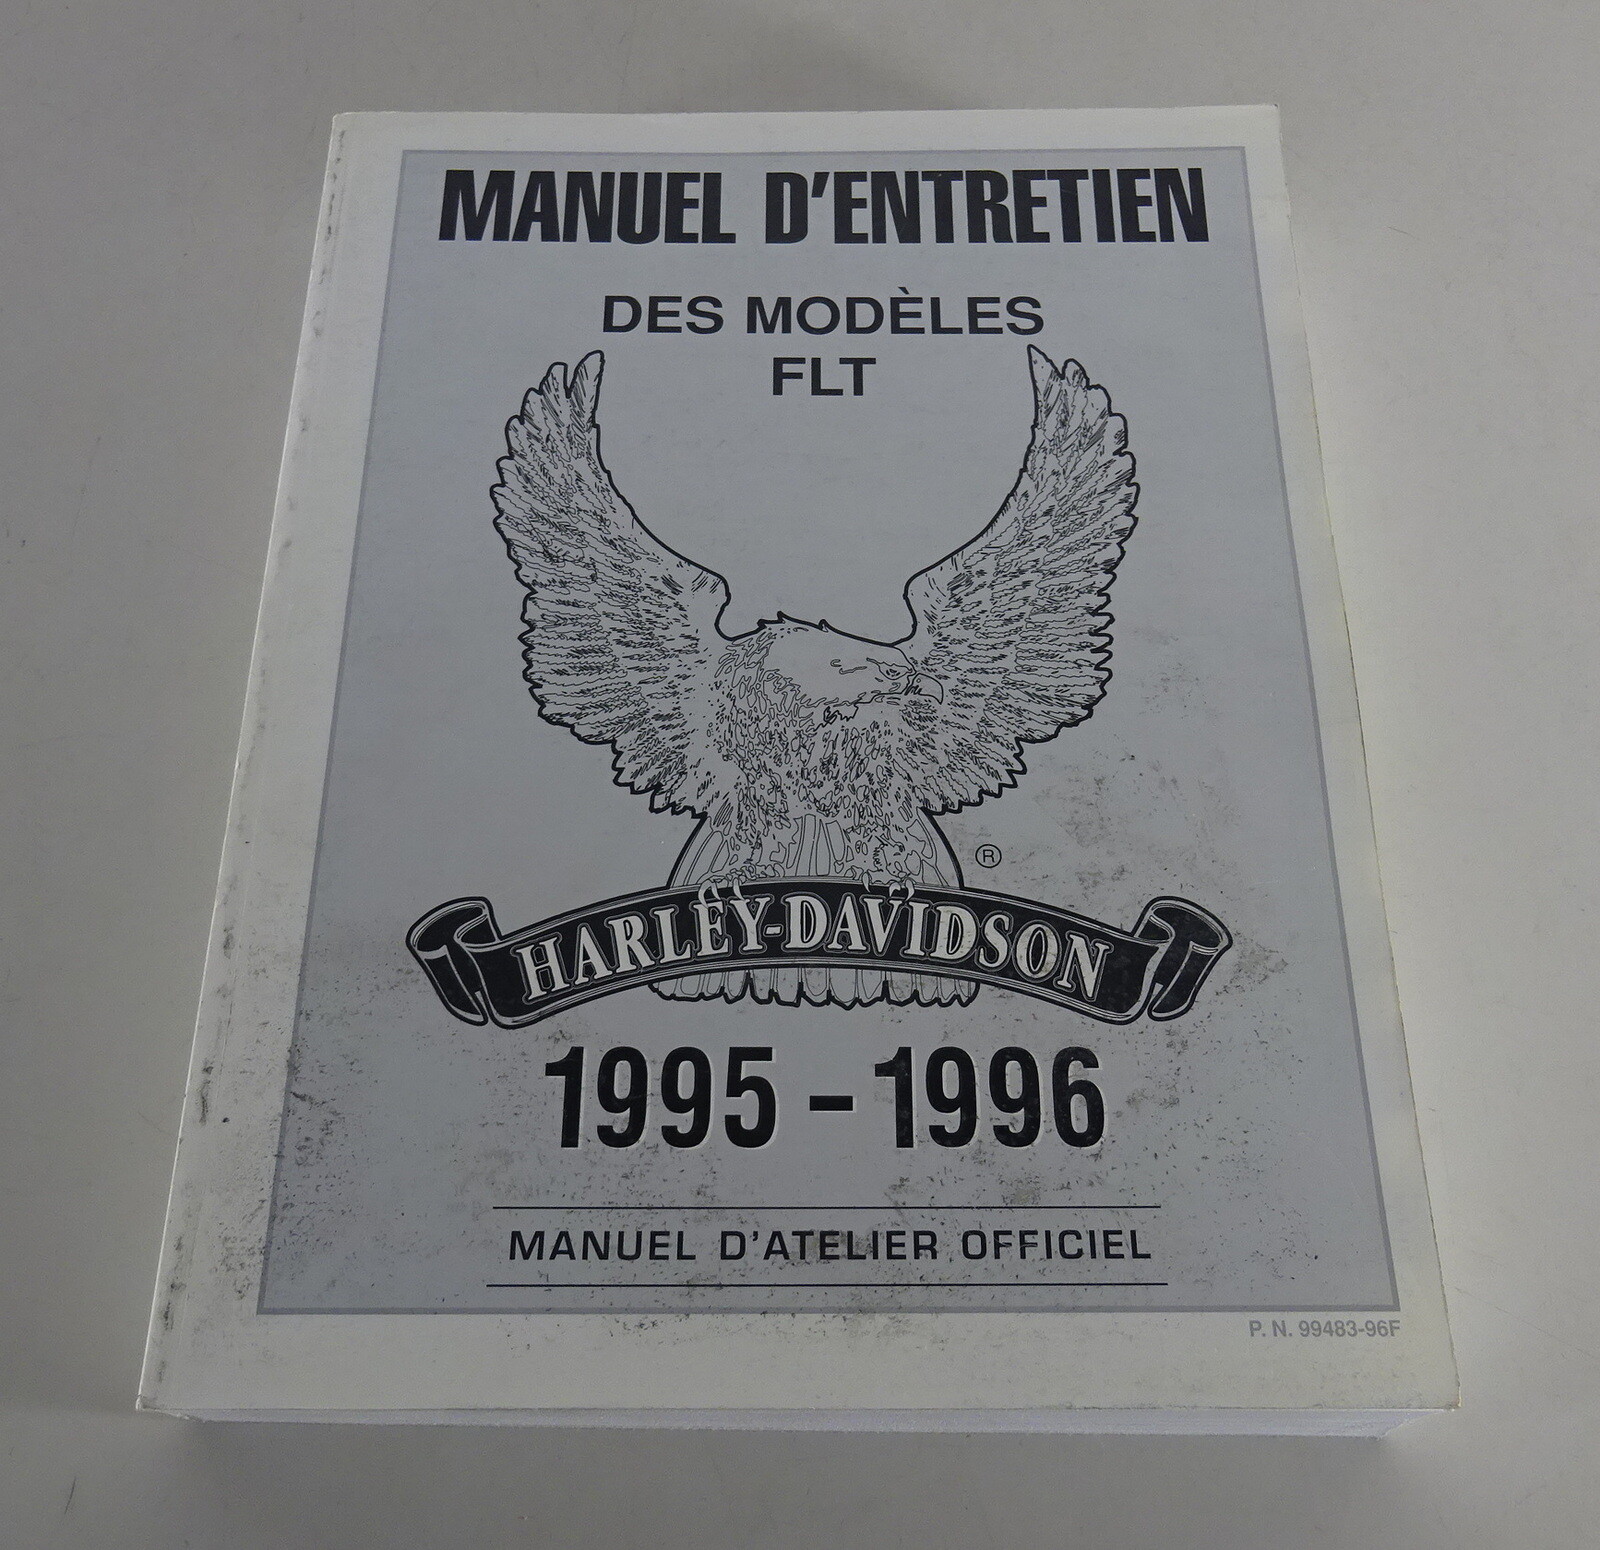 MANUEL D'ENTRETIEN
DES MODÈLES
FLT
®
HARLEY-DAVIDSON
1995 - 1996
MANUEL D'ATELIER OFFICIEL
P. N. 99483-96F